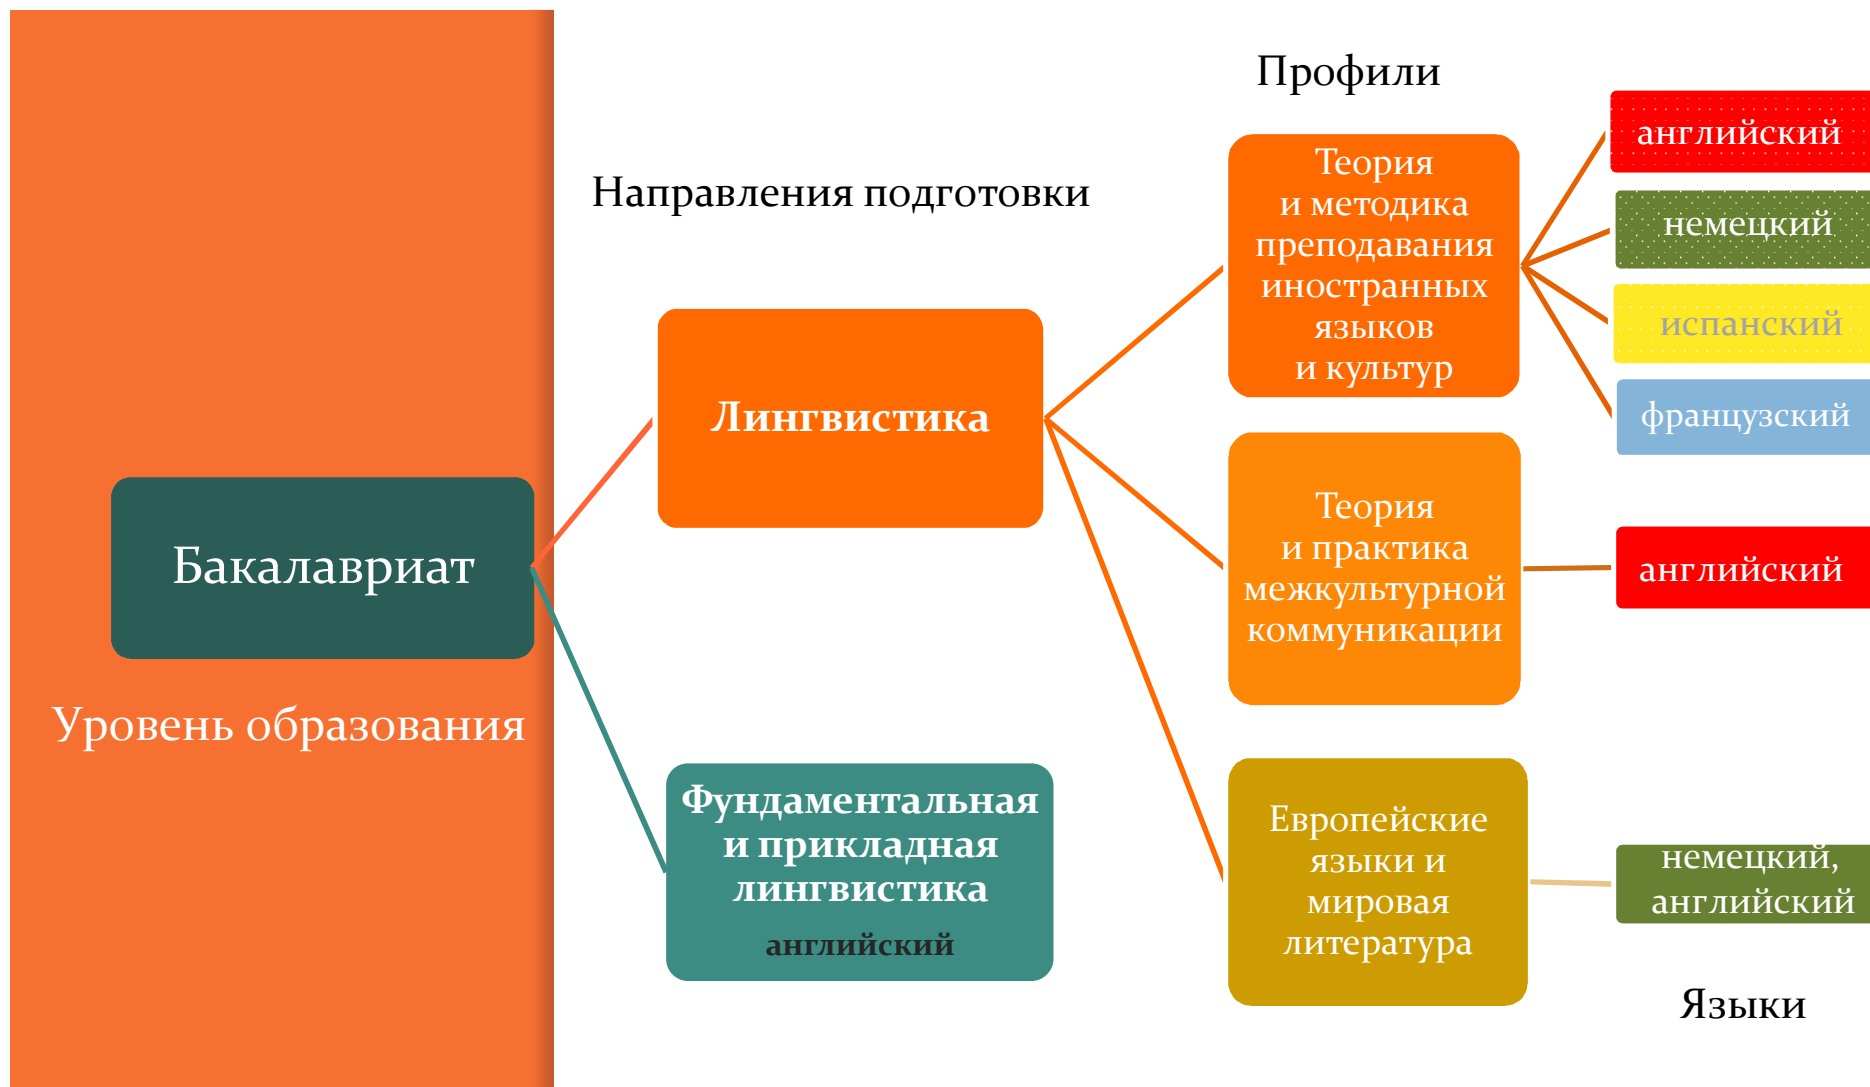 Профили
Направления подготовки
Бакалавриат
Уровень образования
Лингвистика
Фундаментальная
и прикладная
лингвистика
английский
Теория
и методика
преподавания
иностранных
языков
и культур
английский
немецкий
испанский
французский
Теория
и практика
межкультурной
коммуникации
английский
Европейские
языки и
мировая
литература
немецкий,
английский
Языки